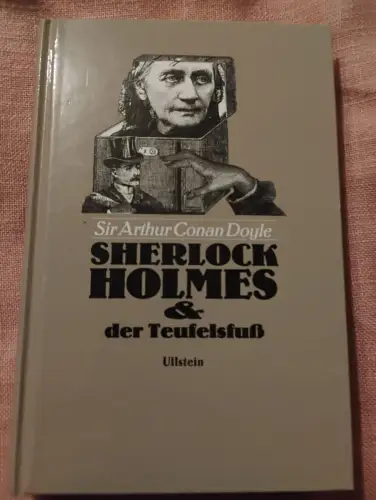 Sir Arthur Conan Doyle
SHERLOCK
HOLMES
&
der Teufelsfuß
Ullstein